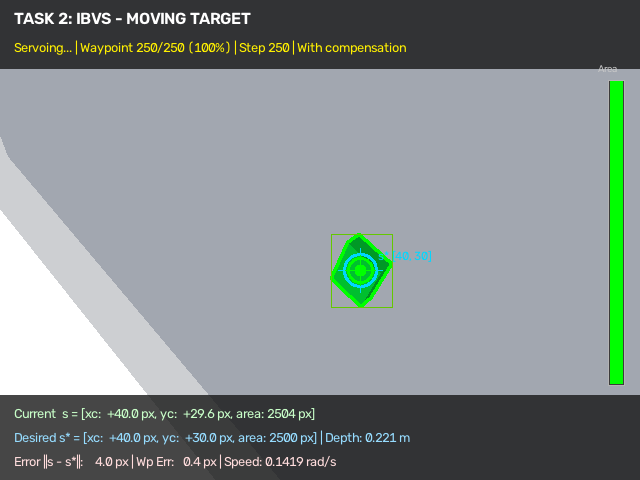 TASK 2: IBVS - MOVING TARGET
Servoing... | Waypoint 250/250 (100%) | Step 250 | With compensation
Area
[40, 30]
Current s = [xc: +40.0 px, yc: +29.6 px, area: 2504 px]
Desired s* = [xc: +40.0 px, yc: +30.0 px, area: 2500 px] | Depth: 0.221 m
Error ||s - s*||: 4.0 px | Wp Err: 0.4 px | Speed: 0.1419 rad/s